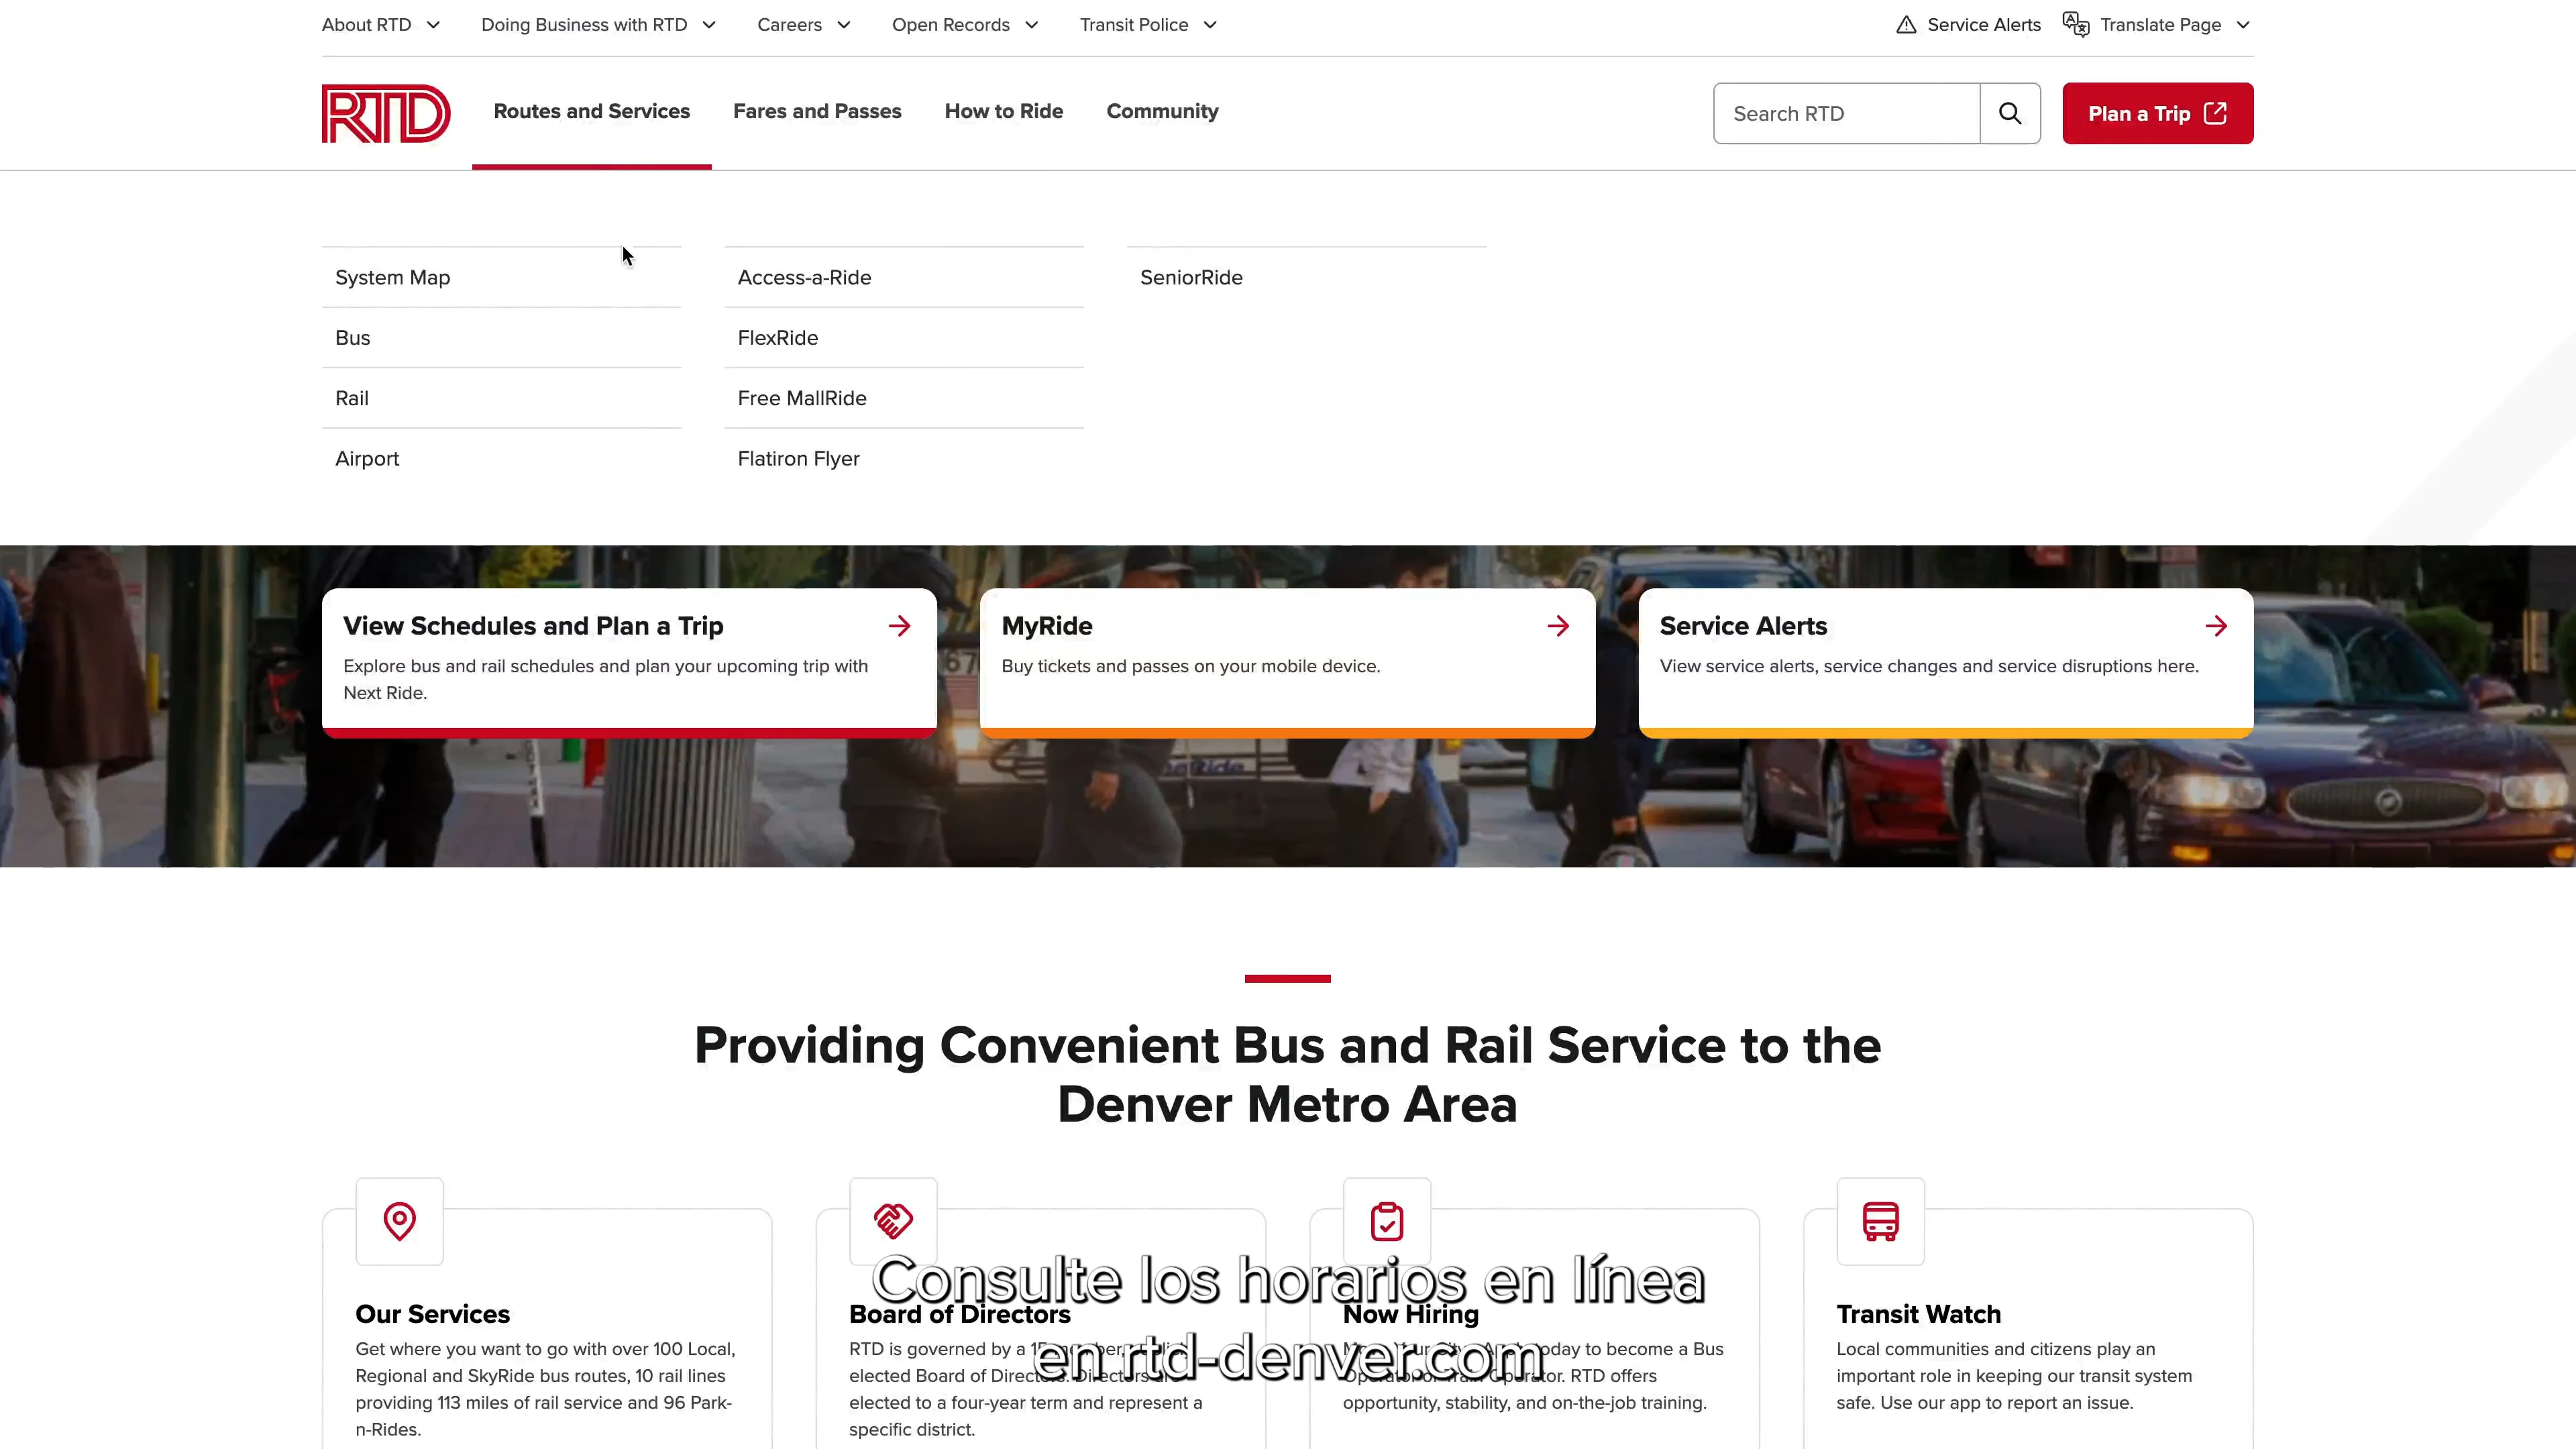 About RTD
Doing Business with RTD
Careers
Open Records
Transit Police
Service Alerts
Translate Page
RTD
Routes and Services
Fares and Passes
How to Ride
Community
Search RTD
Plan a Trip
System Map
Access-a-Ride
SeniorRide
Bus
FlexRide
Rail
Free MallRide
Airport
Flatiron Flyer
View Schedules and Plan a Trip
Explore bus and rail schedules and plan your upcoming trip with
Next Ride.
MyRide
Buy tickets and passes on your mobile device.
Service Alerts
View service alerts, service changes and service disruptions here.
Providing Convenient Bus and Rail Service to the
Denver Metro Area
Our Services
Get where you want to go with over 100 Local,
Regional and SkyRide bus routes, 10 rail lines
providing 113 miles of rail service and 96 Park-
n-Rides.
Board of Directors
RTD is governed by a
elected Board of
elected to a four-year term and represent a
specific district.
Now Hiring
today to become a Bus
RTD offers
opportunity, stability, and on-the-job training.
Transit Watch
Local communities and citizens play an
important role in keeping our transit system
safe. Use our app to report an issue.
Consulte los horarios en línea
en rtd-denver.com